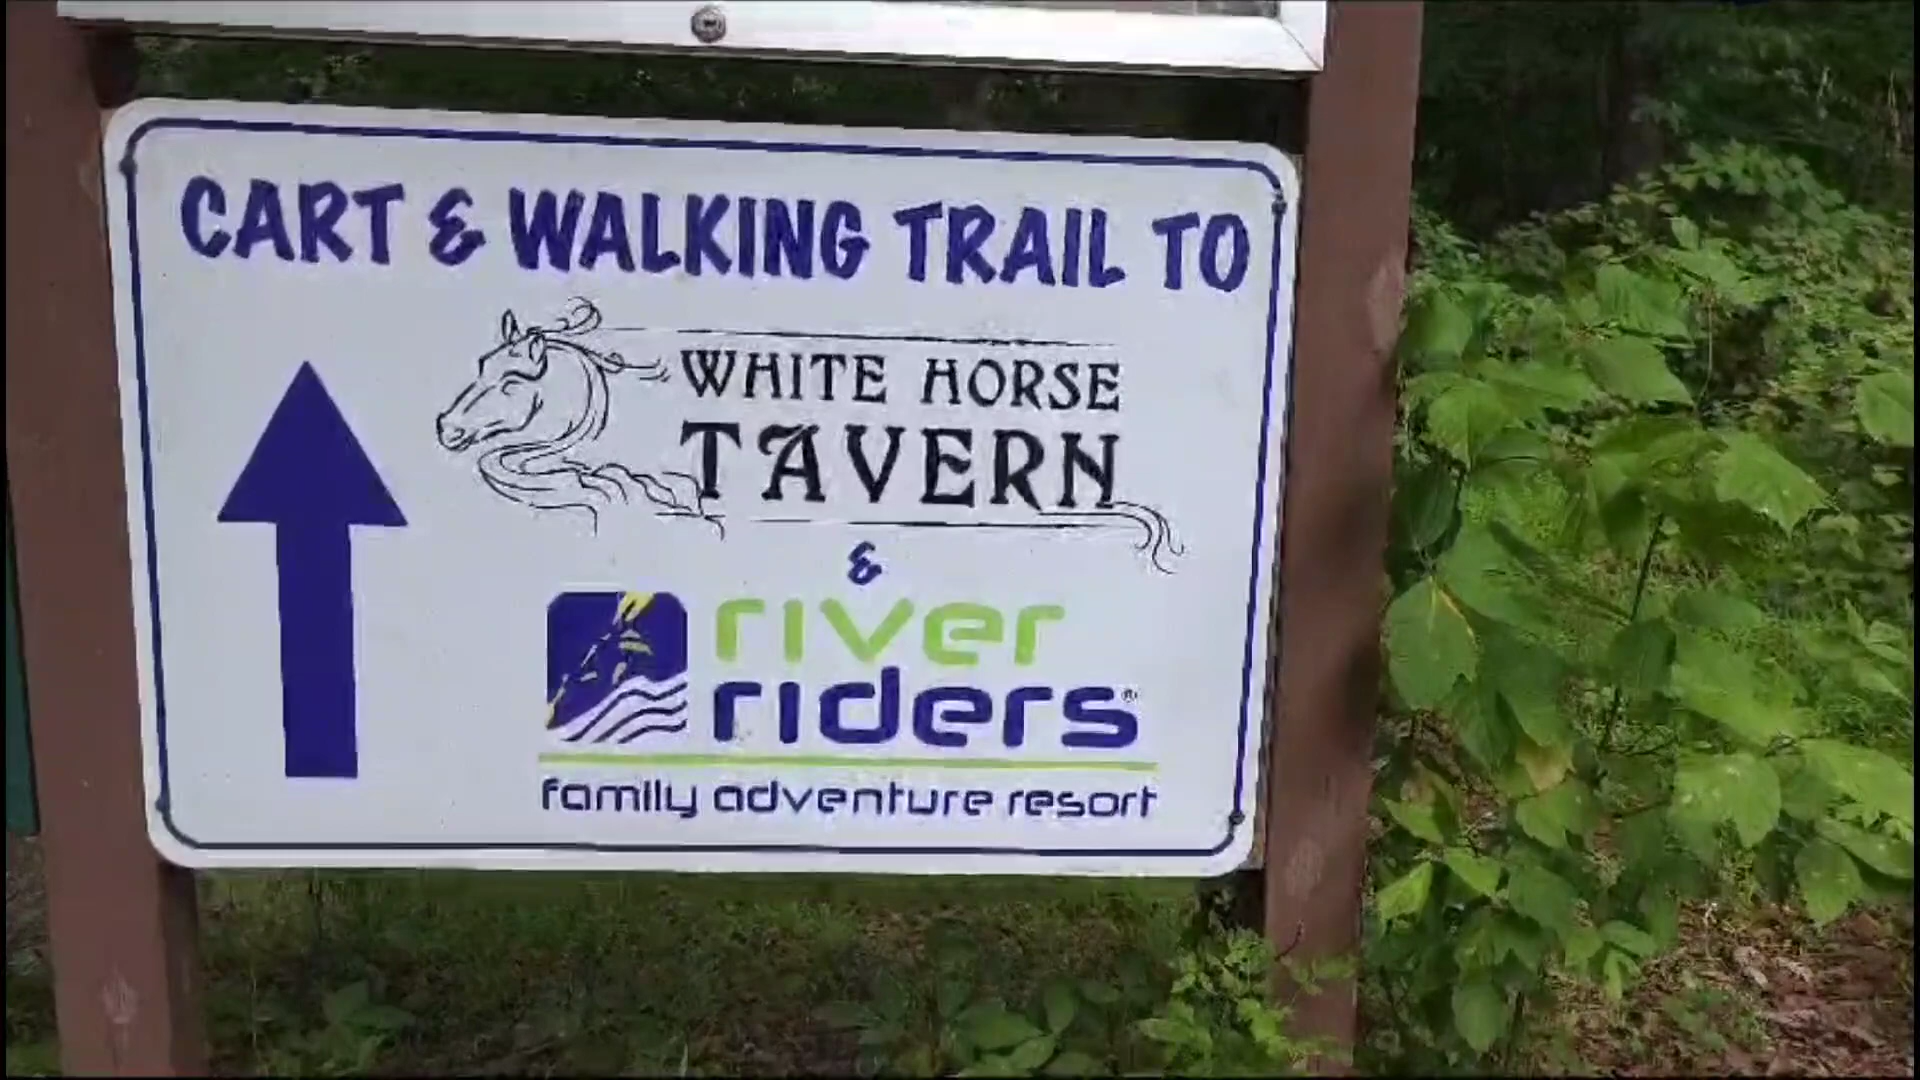 CART & WALKING TRAIL TO
WHITE HORSE
TAVERN
&
river
riders®
family adventure resort